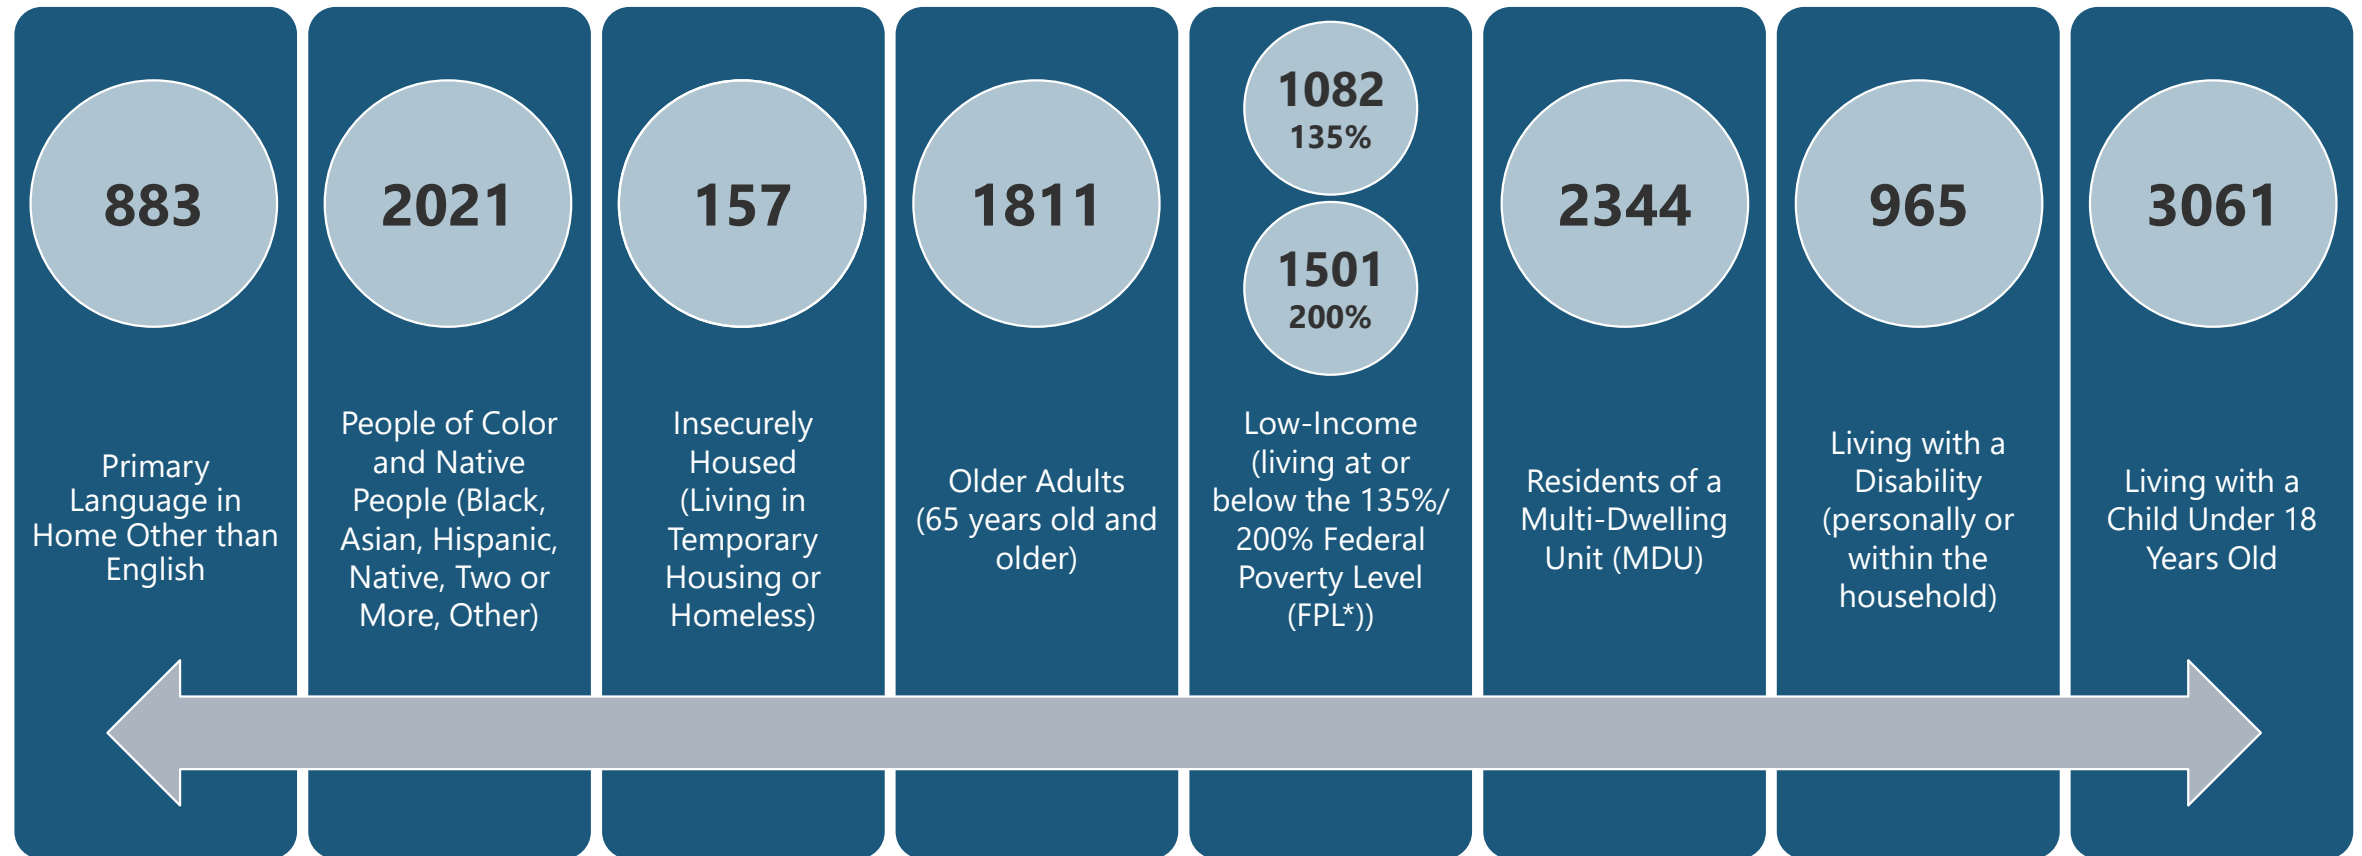 883
Primary
Language in
Home Other than
English
2021
People of Color
and Native
People (Black,
Asian, Hispanic,
Native, Two or
More, Other)
157
Insecurely
Housed
(Living in
Temporary
Housing or
Homeless)
1811
Older Adults
(65 years old and
older)
1082
135%
1501
200%
Low-Income
(living at or
below the 135%/
200% Federal
Poverty Level
(FPL*))
2344
Residents of a
Multi-Dwelling
Unit (MDU)
965
Living with a
Disability
(personally or
within the
household)
3061
Living with a
Child Under 18
Years Old